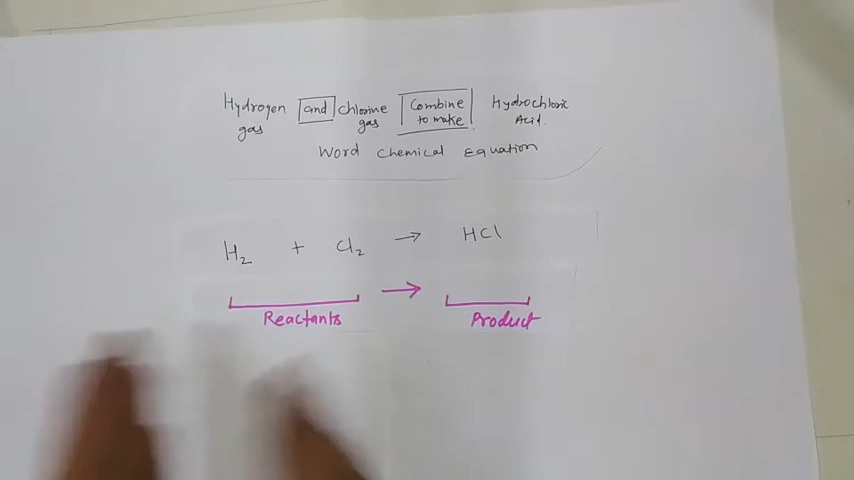 Hydrogen and Chlorine Combine Hydrochloric
gas gas to make Acid.
Word Chemical Equation
H₂ + Cl₂ → HCl
→
Reactants Product